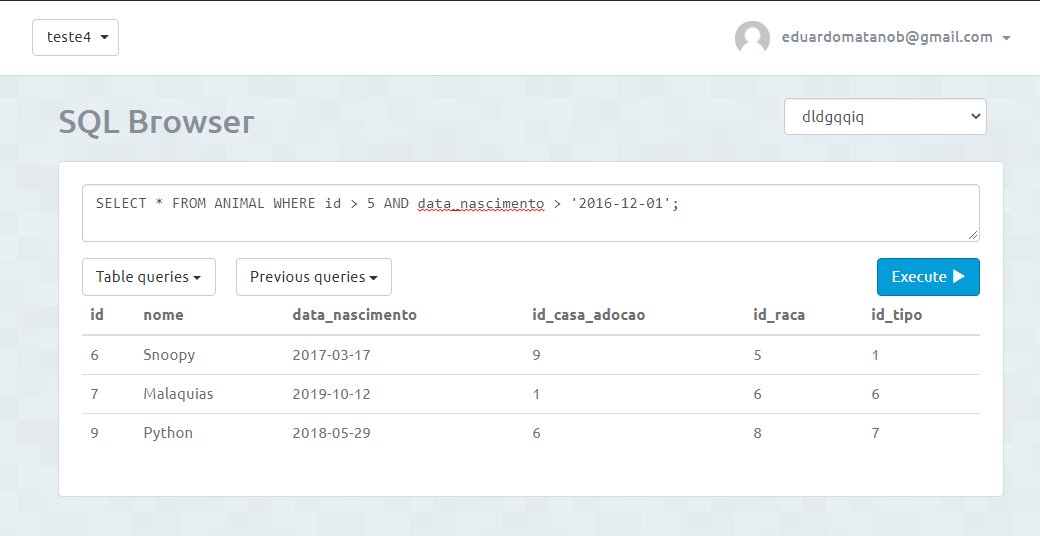 teste4 eduardomatanob@gmail.com
SQL Browser dldgqqiq
SELECT * FROM ANIMAL WHERE id > 5 AND data_nascimento > '2016-12-01';
Table queries Previous queries Execute
id nome data_nascimento id_casa_adocao id_raca id_tipo
6 Snoopy 2017-03-17 9 5 1
7 Malaquias 2019-10-12 1 6 6
9 Python 2018-05-29 6 8 7